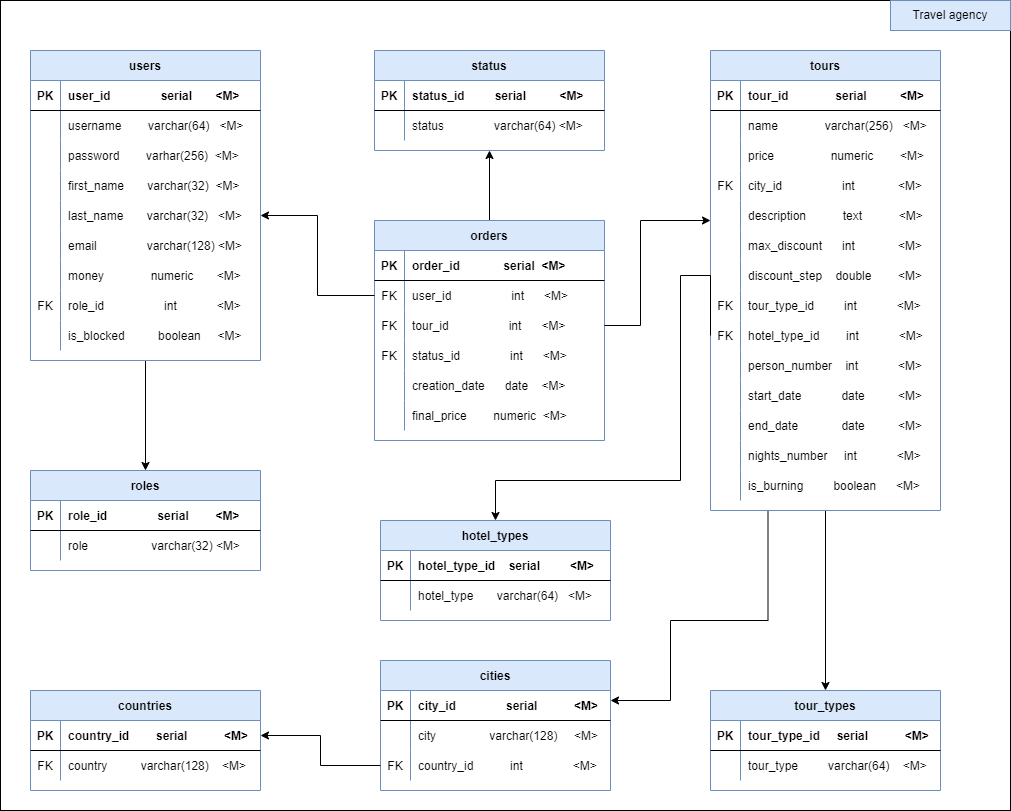 Travel agency
users
PK user_id serial <M>
username varchar(64) <M>
password varhar(256) <M>
first_name varchar(32) <M>
last_name varchar(32) <M>
email varchar(128) <M>
money numeric <M>
FK role_id int <M>
is_blocked boolean <M>
status
PK status_id serial <M>
status varchar(64) <M>
tours
PK tour_id serial <M>
name varchar(256) <M>
price numeric <M>
FK city_id int <M>
description text <M>
max_discount int <M>
discount_step double <M>
FK tour_type_id int <M>
FK hotel_type_id int <M>
person_number int <M>
start_date date <M>
end_date date <M>
nights_number int <M>
is_burning boolean <M>
orders
PK order_id serial <M>
FK user_id int <M>
FK tour_id int <M>
FK status_id int <M>
creation_date date <M>
final_price numeric <M>
roles
PK role_id serial <M>
role varchar(32) <M>
hotel_types
PK hotel_type_id serial <M>
hotel_type varchar(64) <M>
countries
PK country_id serial <M>
FK country varchar(128) <M>
cities
PK city_id serial <M>
city varchar(128) <M>
FK country_id int <M>
tour_types
PK tour_type_id serial <M>
tour_type varchar(64) <M>